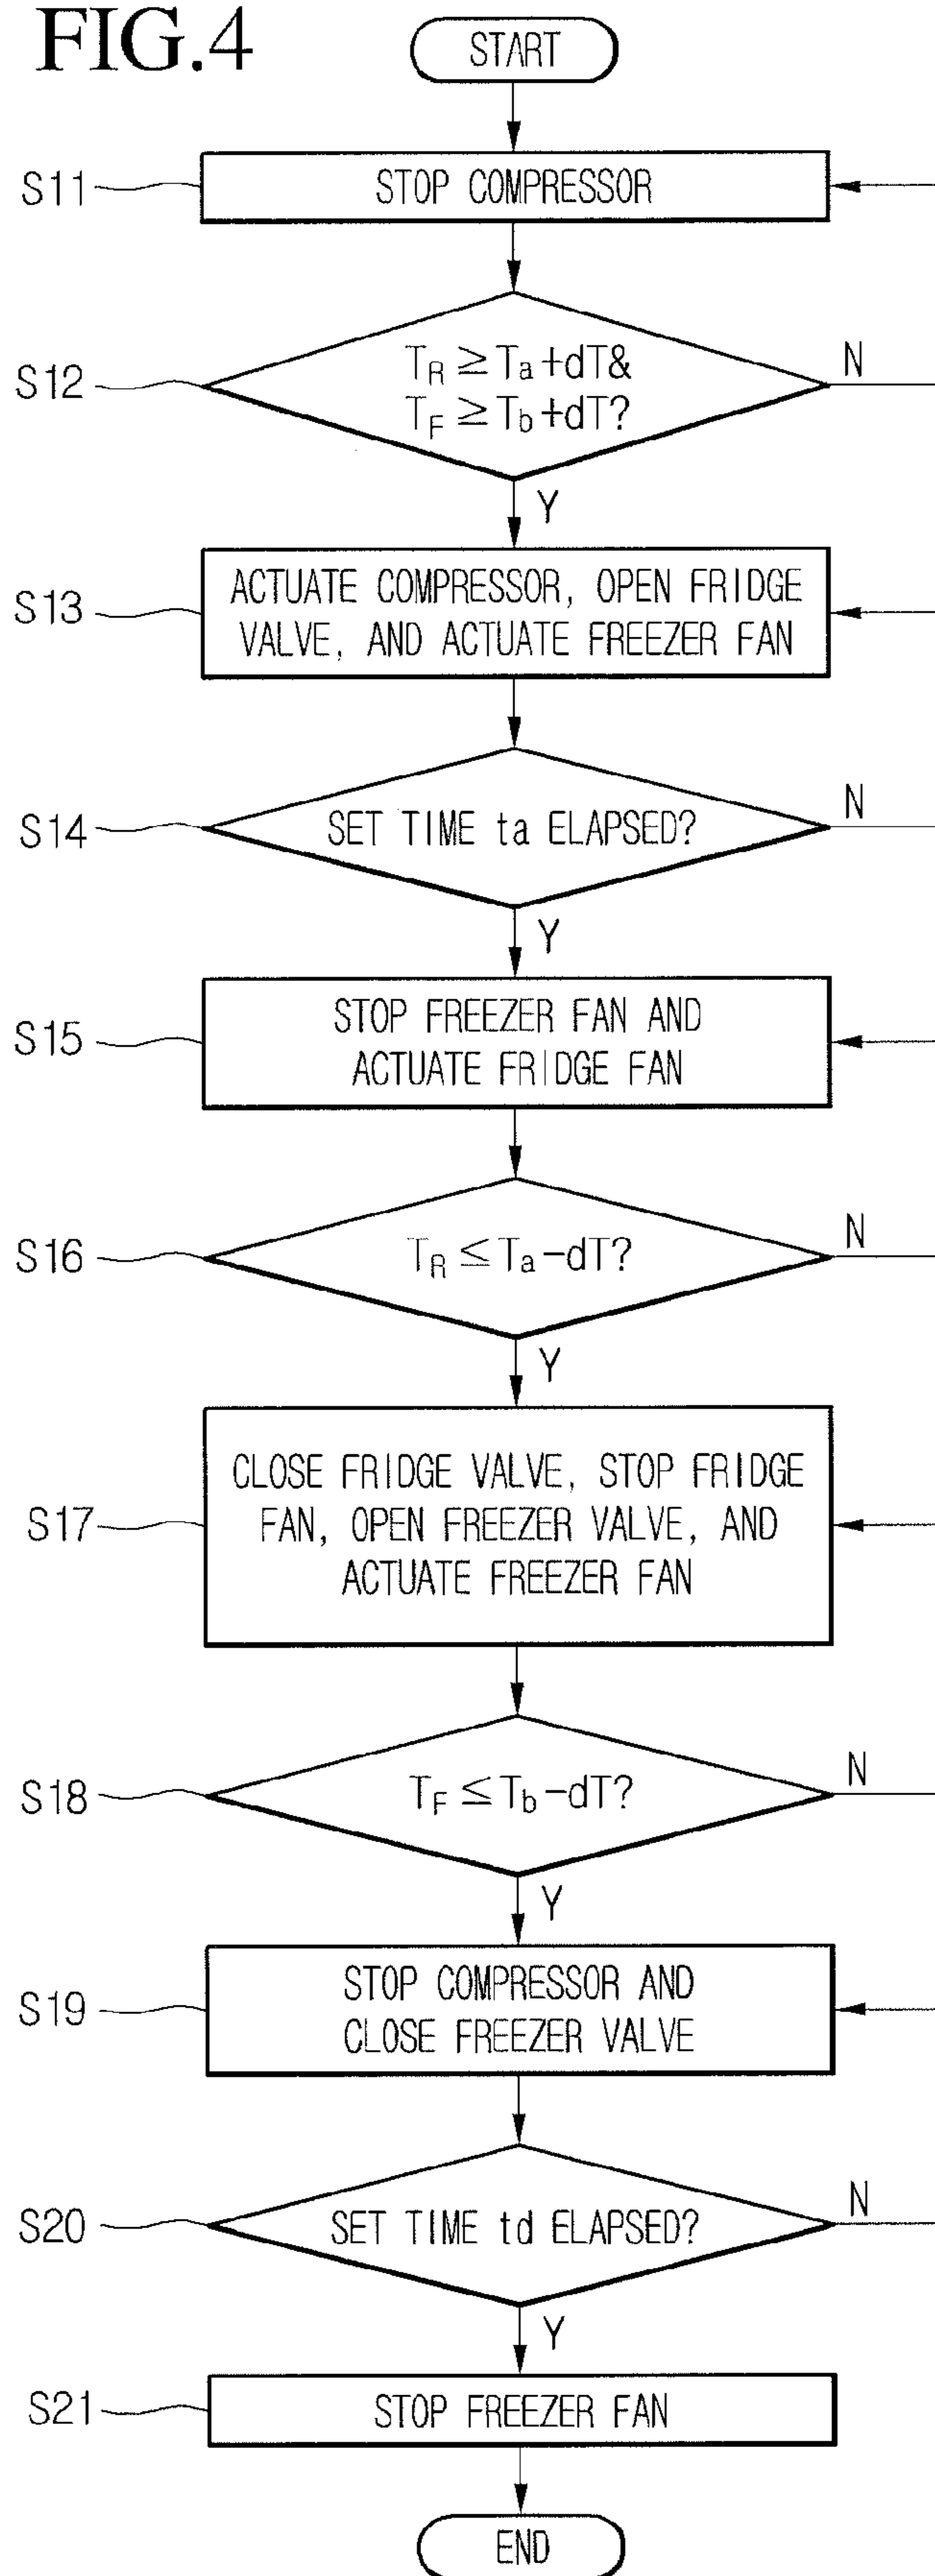 FIG.4
START
S11
STOP COMPRESSOR
S12
TR ≥ Ta+dT&
TF ≥ Tb+dT?
N
Y
S13
ACTUATE COMPRESSOR, OPEN FRIDGE
VALVE, AND ACTUATE FREEZER FAN
S14
SET TIME ta ELAPSED?
N
Y
S15
STOP FREEZER FAN AND
ACTUATE FRIDGE FAN
S16
TR ≤ Ta-dT?
N
Y
S17
CLOSE FRIDGE VALVE, STOP FRIDGE
FAN, OPEN FREEZER VALVE, AND
ACTUATE FREEZER FAN
S18
TF ≤ Tb-dT?
N
Y
S19
STOP COMPRESSOR AND
CLOSE FREEZER VALVE
S20
SET TIME td ELAPSED?
N
Y
S21
STOP FREEZER FAN
END